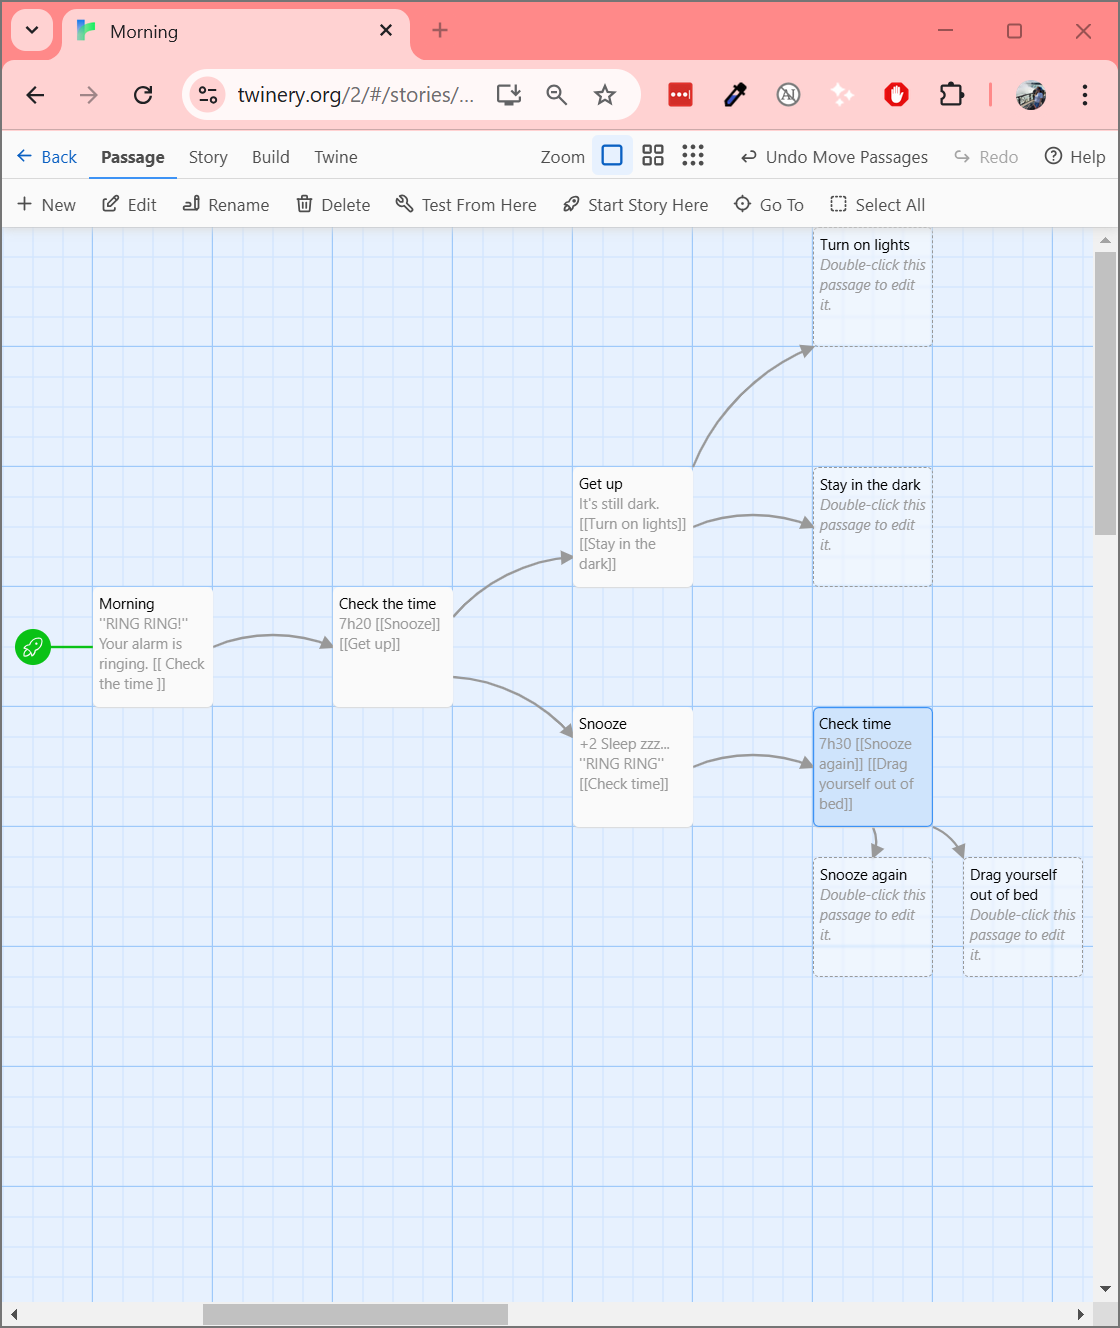 Morning
twinery.org/2/#/stories/...
Back
Passage
Story
Build
Twine
Zoom
Undo Move Passages
Redo
Help
New
Edit
Rename
Delete
Test From Here
Start Story Here
Go To
Select All
Turn on lights
Double-click this
passage to edit
it.
Get up
It's still dark.
[[Turn on lights]]
[[Stay in the
dark]]
Stay in the dark
Double-click this
passage to edit
it.
Morning
''RING RING!''
Your alarm is
ringing. [[ Check
the time ]]
Check the time
7h20 [[Snooze]]
[[Get up]]
Snooze
+2 Sleep zzz...
''RING RING''
[[Check time]]
Check time
7h30 [[Snooze
again]] [[Drag
yourself out of
bed]]
Snooze again
Double-click this
passage to edit
it.
Drag yourself
out of bed
Double-click this
passage to edit
it.